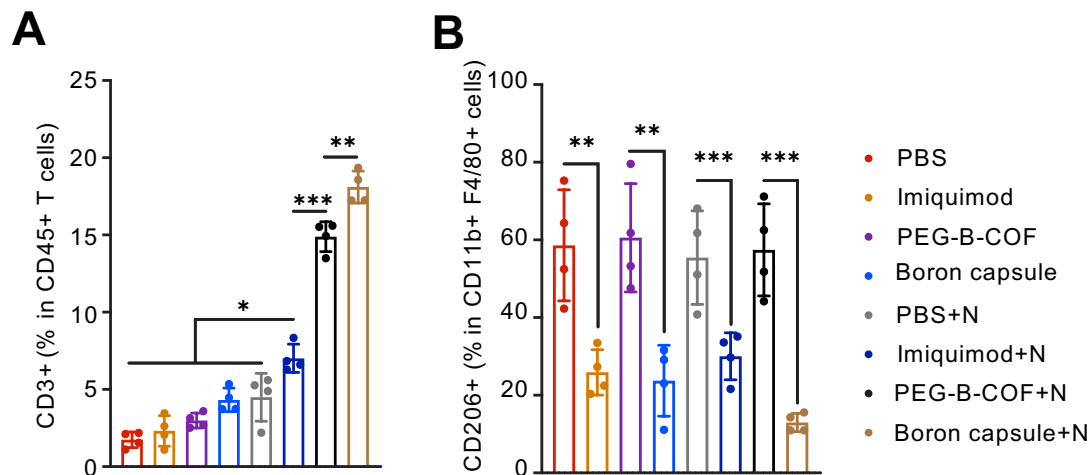 A
CD3+ (% in CD45+ T cells)
25
20
15
10
5
0
*
***
**
B
CD206+ (% in CD11b+ F4/80+ cells)
100
80
60
40
20
0
**
**
***
***
PBS
Imiquimod
PEG-B-COF
Boron capsule
PBS+N
Imiquimod+N
PEG-B-COF+N
Boron capsule+N